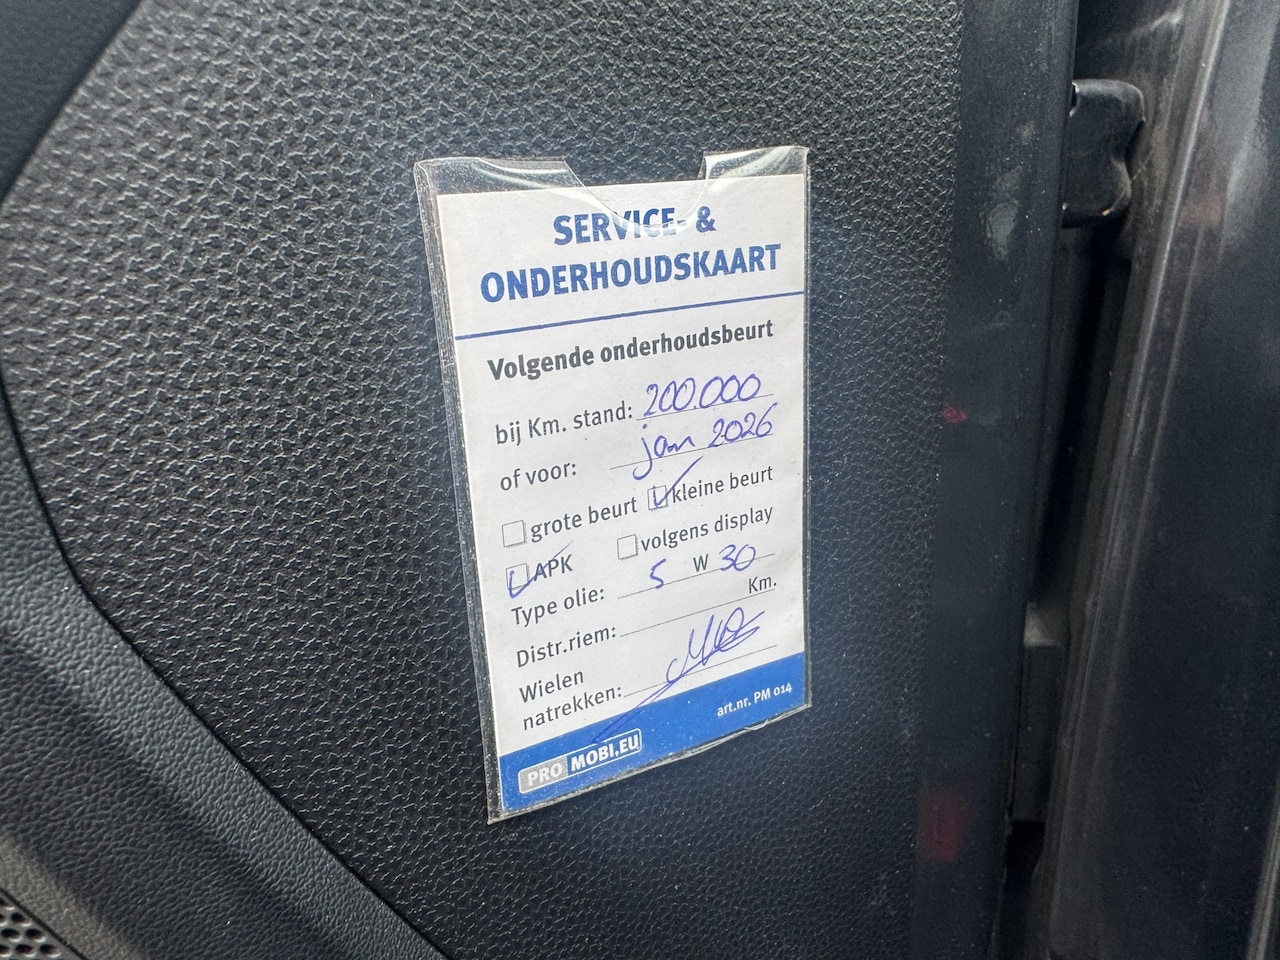 SERVICE- &
ONDERHOUDSKAART
Volgende onderhoudsbeurt
bij Km. stand: 200.000
of voor: jan 2026
grote beurt kleine beurt
APK volgens display
Type olie: 5 W 30
Distr.riem: Km.
Wielen
natrekken:
art.nr. PM 014
PRO MOBI.EU